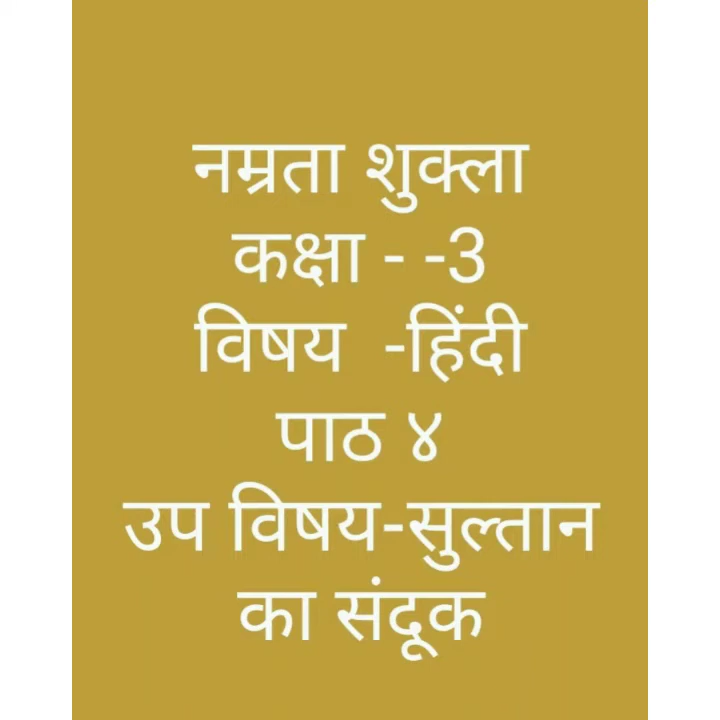 नम्रता शुक्ला
कक्षा - -3
विषय -हिंदी
पाठ ४
उप विषय-सुल्तान
का संदूक